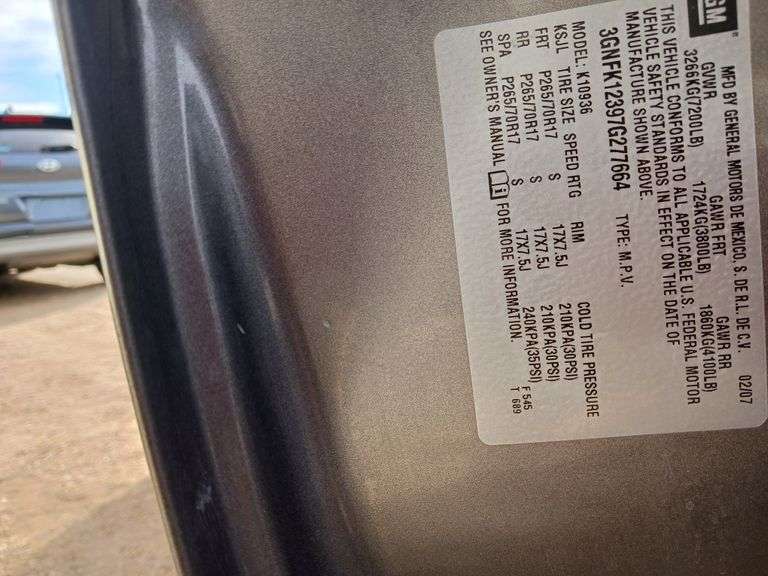 GM ®
MFD BY GENERAL MOTORS DE MEXICO, S. DE R.L. DE C.V. 02/07
GVWR GAWR FRT GAWR RR
3266KG(7200LB) 1724KG(3800LB) 1860KG(4100LB)
THIS VEHICLE CONFORMS TO ALL APPLICABLE U.S. FEDERAL MOTOR
VEHICLE SAFETY STANDARDS IN EFFECT ON THE DATE OF
MANUFACTURE SHOWN ABOVE.
3GNFK12397G277664 TYPE: M.P.V.
MODEL: K10936
KSJL TIRE SIZE SPEED RTG RIM COLD TIRE PRESSURE
FRT P265/70R17 S 17X7.5J 210KPA(30PSI)
RR P265/70R17 S 17X7.5J 210KPA(30PSI)
SPA P265/70R17 S 17X7.5J 240KPA(35PSI)
SEE OWNER'S MANUAL i FOR MORE INFORMATION.
F 545
T 689